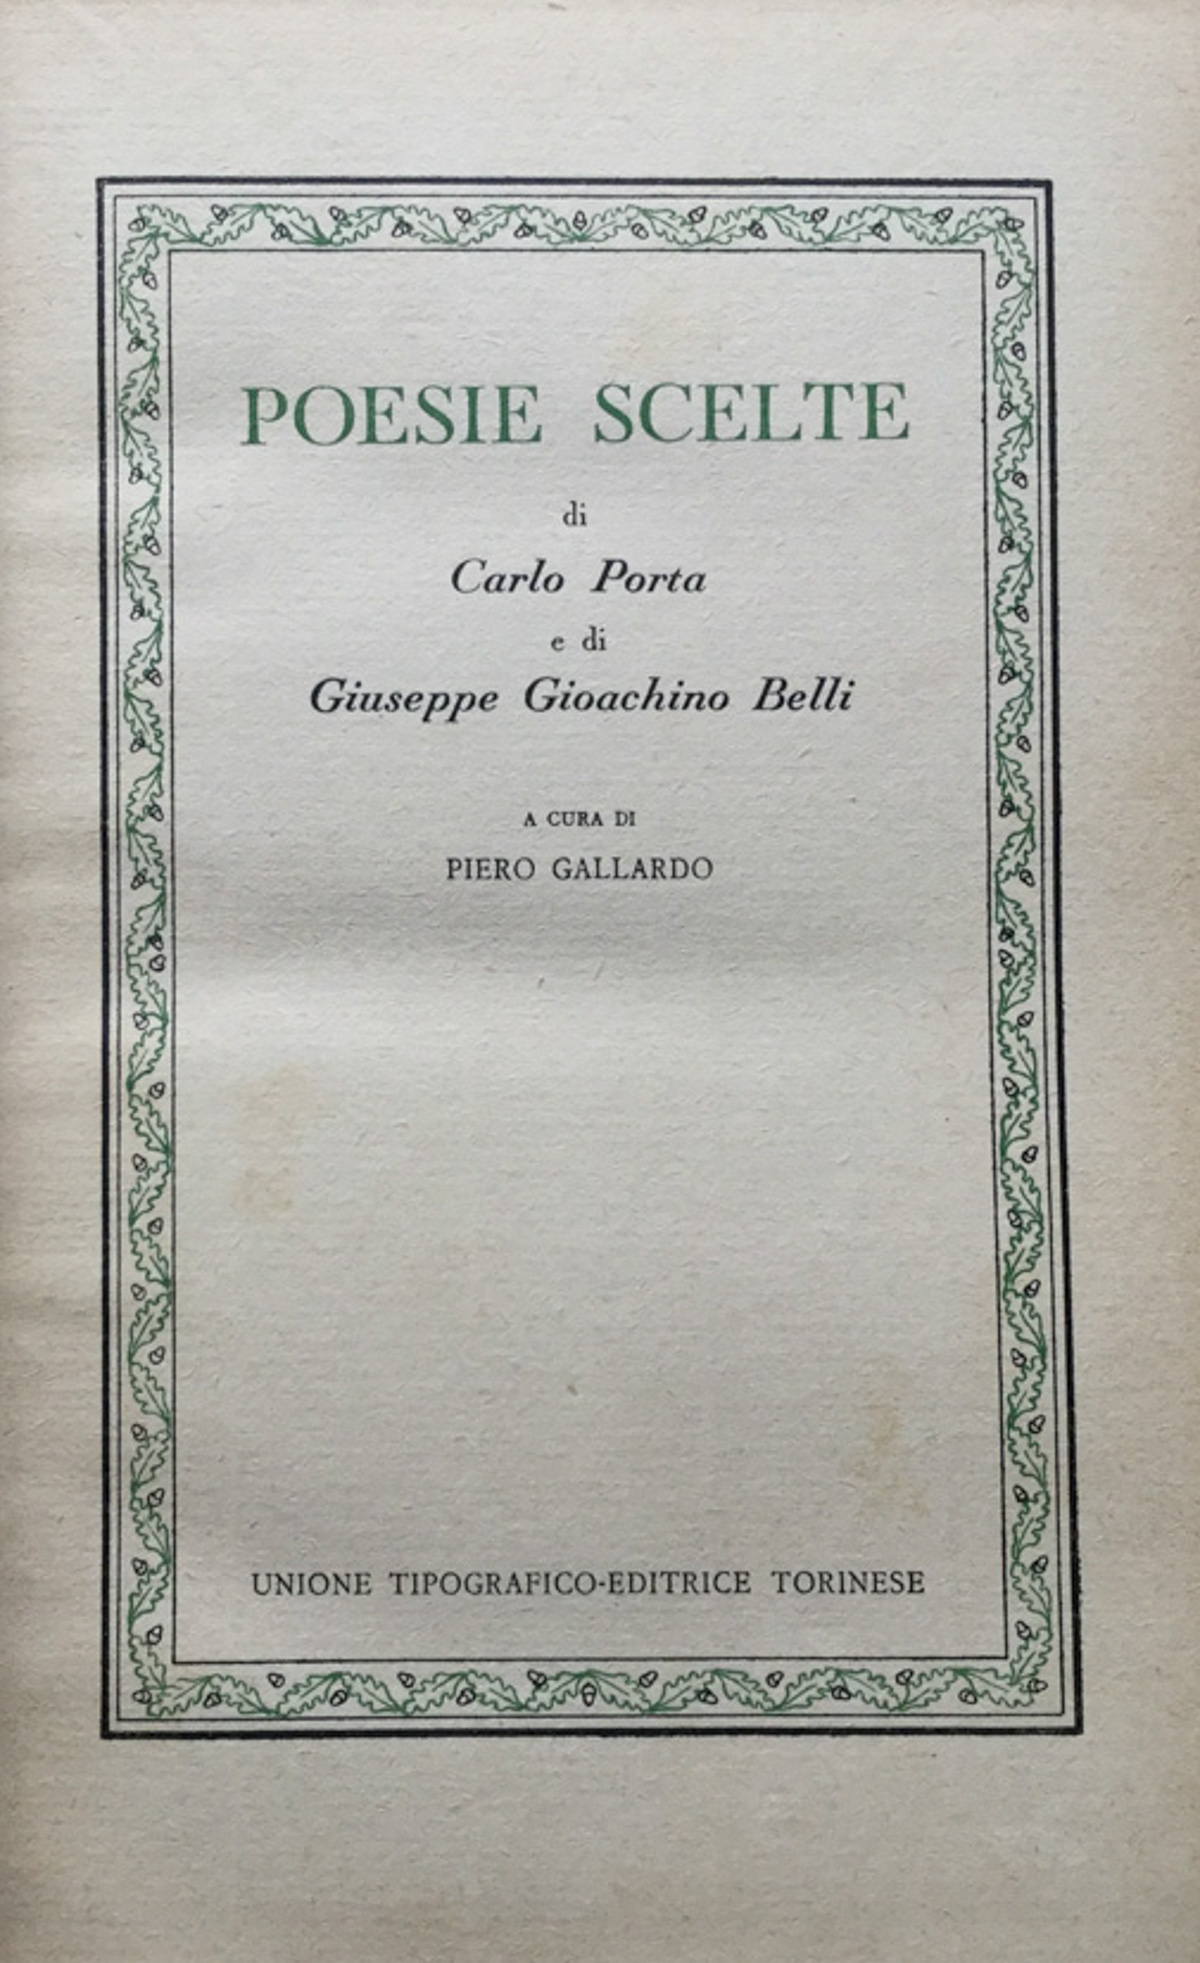 POESIE SCELTE
di
Carlo Porta
e di
Giuseppe Gioachino Belli
A CURA DI
PIERO GALLARDO
UNIONE TIPOGRAFICO-EDITRICE TORINESE